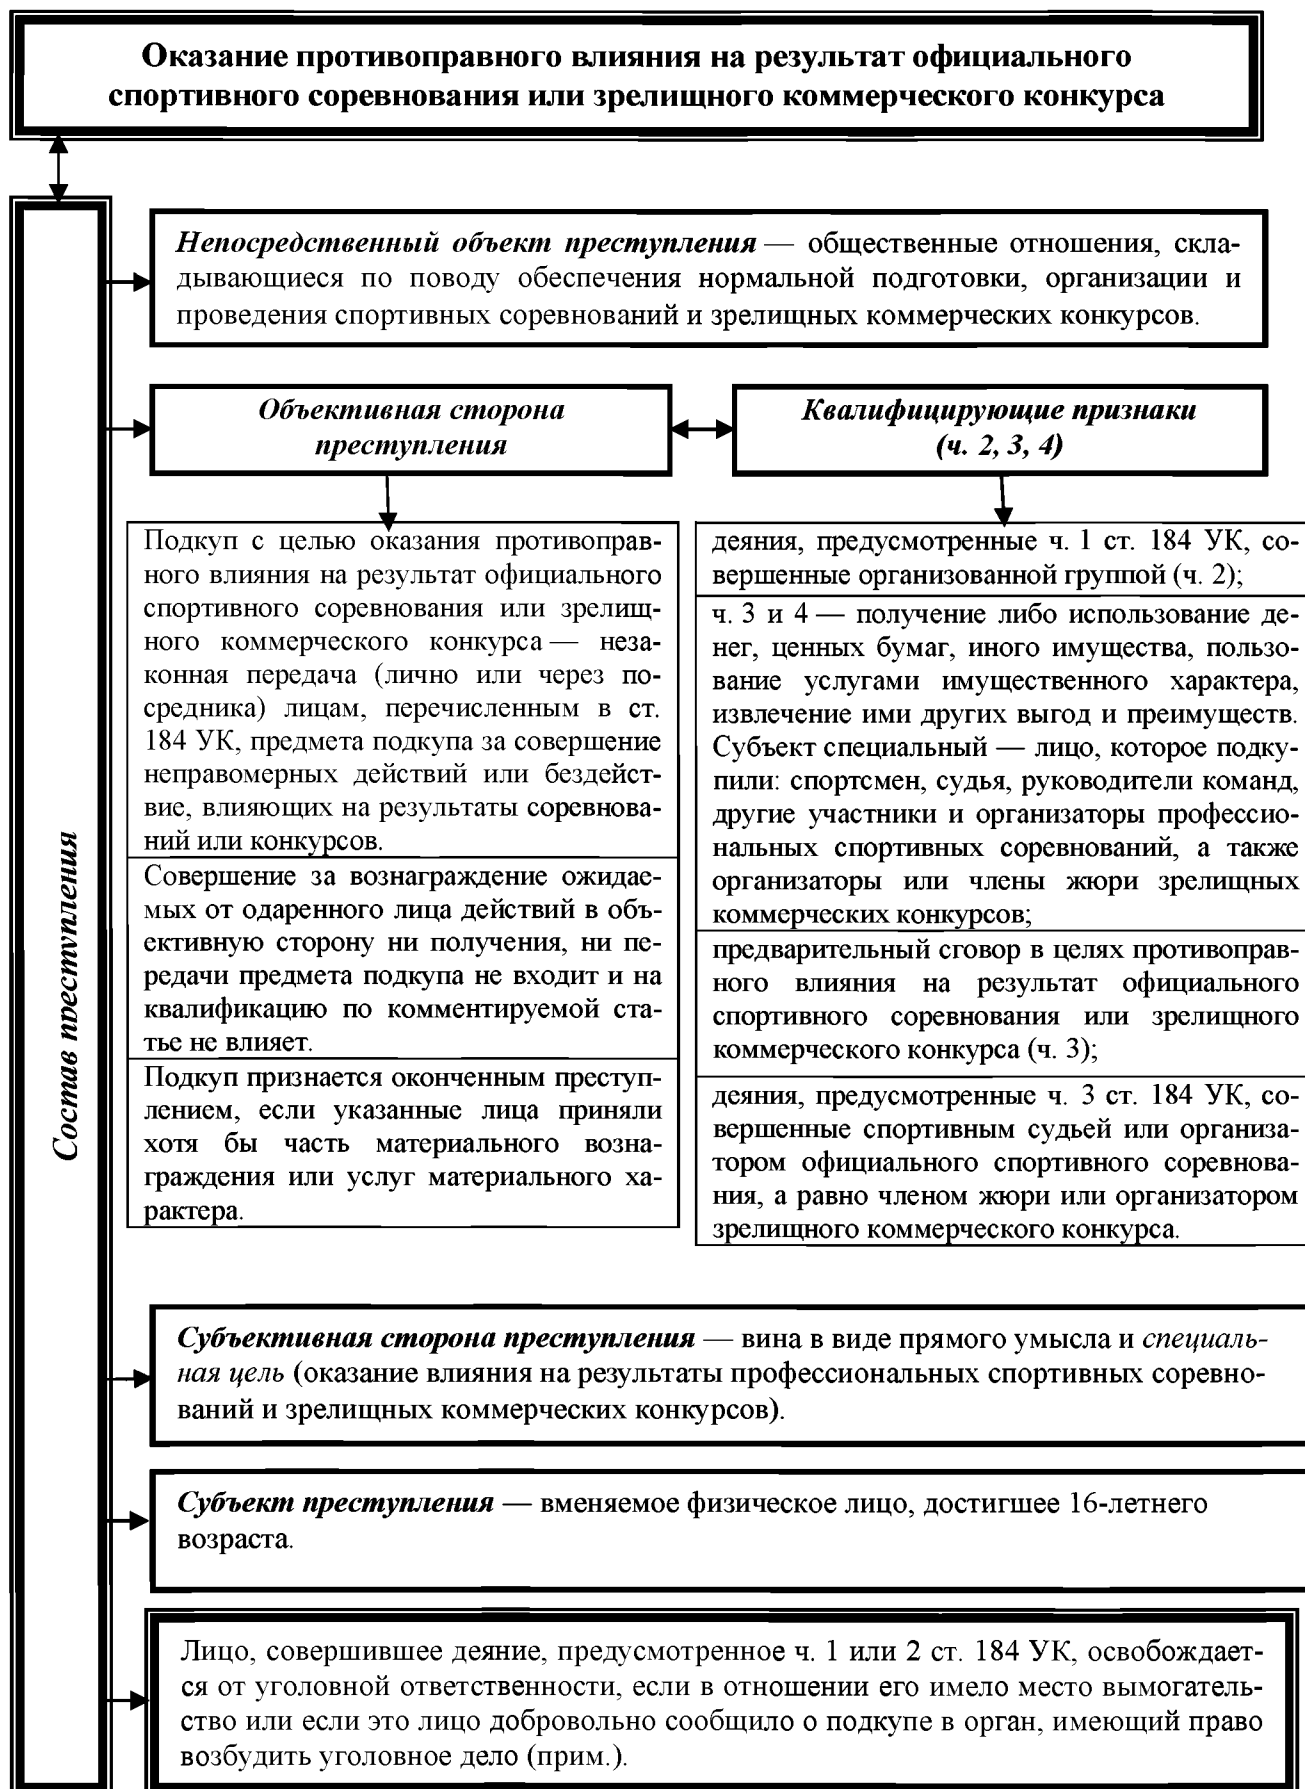 Оказание противоправного влияния на результат официального
спортивного соревнования или зрелищного коммерческого конкурса
Состав преступления
Непосредственный объект преступления — общественные отношения, скла-
дывающиеся по поводу обеспечения нормальной подготовки, организации и
проведения спортивных соревнований и зрелищных коммерческих конкурсов.
Объективная сторона
преступления
Квалифицирующие признаки
(ч. 2, 3, 4)
Подкуп с целью оказания противоправ-
ного влияния на результат официального
спортивного соревнования или зрелищ-
ного коммерческого конкурса — неза-
конная передача (лично или через по-
средника) лицам, перечисленным в ст.
184 УК, предмета подкупа за совершение
неправомерных действий или бездейст-
вие, влияющих на результаты соревнова-
ний или конкурсов.
Совершение за вознаграждение ожидае-
мых от одаренного лица действий в объ-
ективную сторону ни получения, ни пе-
редачи предмета подкупа не входит и на
квалификацию по комментируемой ста-
тье не влияет.
Подкуп признается оконченным преступ-
лением, если указанные лица приняли
хотя бы часть материального возна-
граждения или услуг материального ха-
рактера.
деяния, предусмотренные ч. 1 ст. 184 УК, со-
вершенные организованной группой (ч. 2);
ч. 3 и 4 — получение либо использование де-
нег, ценных бумаг, иного имущества, пользо-
вание услугами имущественного характера,
извлечение ими других выгод и преимуществ.
Субъект специальный — лицо, которое подку-
пили: спортсмен, судья, руководители команд,
другие участники и организаторы профессио-
нальных спортивных соревнований, а также
организаторы или члены жюри зрелищных
коммерческих конкурсов;
предварительный сговор в целях противоправ-
ного влияния на результат официального
спортивного соревнования или зрелищного
коммерческого конкурса (ч. 3);
деяния, предусмотренные ч. 3 ст. 184 УК, со-
вершенные спортивным судьей или организа-
тором официального спортивного соревнова-
ния, а равно членом жюри или организатором
зрелищного коммерческого конкурса.
Субъективная сторона преступления — вина в виде прямого умысла и специаль-
ная цель (оказание влияния на результаты профессиональных спортивных соревно-
ваний и зрелищных коммерческих конкурсов).
Субъект преступления — вменяемое физическое лицо, достигшее 16-летнего
возраста.
Лицо, совершившее деяние, предусмотренное ч. 1 или 2 ст. 184 УК, освобождает-
ся от уголовной ответственности, если в отношении его имело место вымогатель-
ство или если это лицо добровольно сообщило о подкупе в орган, имеющий право
возбудить уголовное дело (прим.).